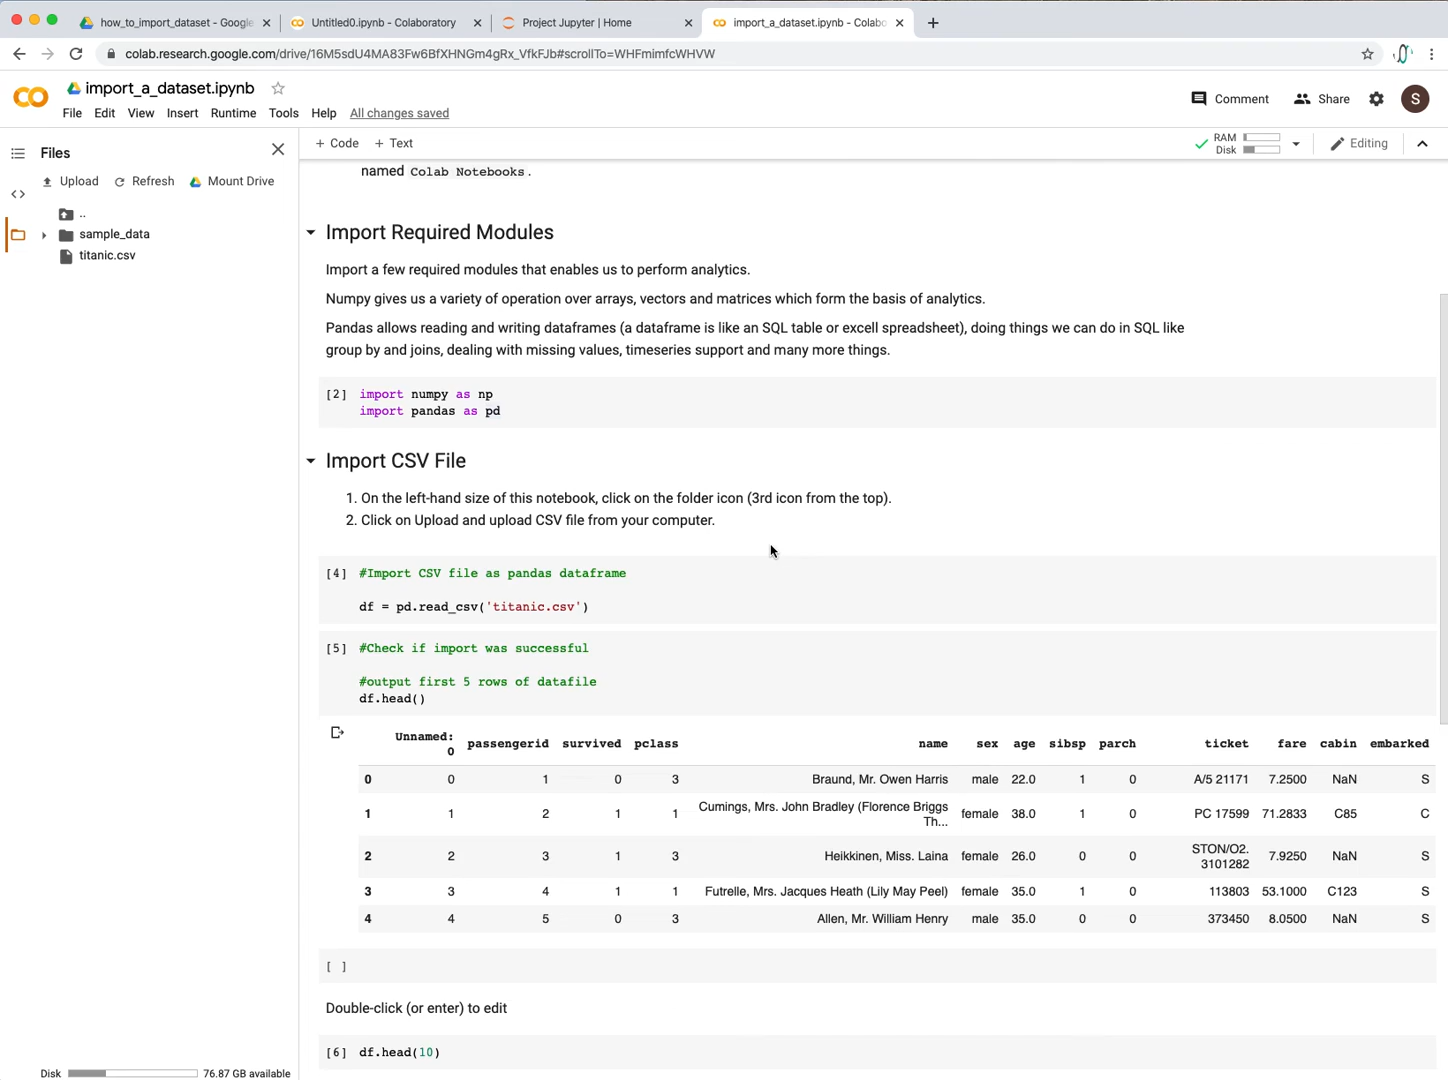 how_to_import_dataset - Google
Untitled0.ipynb - Colaboratory
Project Jupyter | Home
import_a_dataset.ipynb - Colabo
colab.research.google.com/drive/16M5sdU4MA83Fw6BfXHNGm4gRx_VfkFJb#scrollTo=WHFmimfcWHVW
import_a_dataset.ipynb
File Edit View Insert Runtime Tools Help All changes saved
Comment Share S
Files
+ Code + Text
RAM
Disk
Editing
Upload Refresh Mount Drive
..
sample_data
titanic.csv
named Colab Notebooks.
Import Required Modules
Import a few required modules that enables us to perform analytics.
Numpy gives us a variety of operation over arrays, vectors and matrices which form the basis of analytics.
Pandas allows reading and writing dataframes (a dataframe is like an SQL table or excell spreadsheet), doing things we can do in SQL like
group by and joins, dealing with missing values, timeseries support and many more things.
[2] import numpy as np
import pandas as pd
Import CSV File
1. On the left-hand size of this notebook, click on the folder icon (3rd icon from the top).
2. Click on Upload and upload CSV file from your computer.
[4] #Import CSV file as pandas dataframe
df = pd.read_csv('titanic.csv')
[5] #Check if import was successful
#output first 5 rows of datafile
df.head()
Unnamed: 0 passengerid survived pclass name sex age sibsp parch ticket fare cabin embarked
0 0 1 0 3 Braund, Mr. Owen Harris male 22.0 1 0 A/5 21171 7.2500 NaN S
1 1 2 1 1 Cumings, Mrs. John Bradley (Florence Briggs Th... female 38.0 1 0 PC 17599 71.2833 C85 C
2 2 3 1 3 Heikkinen, Miss. Laina female 26.0 0 0 STON/O2. 3101282 7.9250 NaN S
3 3 4 1 1 Futrelle, Mrs. Jacques Heath (Lily May Peel) female 35.0 1 0 113803 53.1000 C123 S
4 4 5 0 3 Allen, Mr. William Henry male 35.0 0 0 373450 8.0500 NaN S
[ ]
Double-click (or enter) to edit
[6] df.head(10)
Disk 76.87 GB available